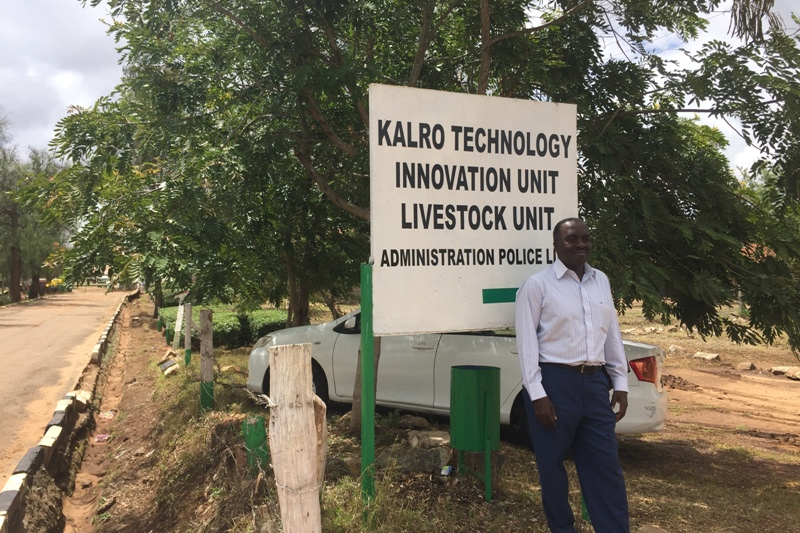 KALRO TECHNOLOGY
INNOVATION UNIT
LIVESTOCK UNIT
ADMINISTRATION POLICE